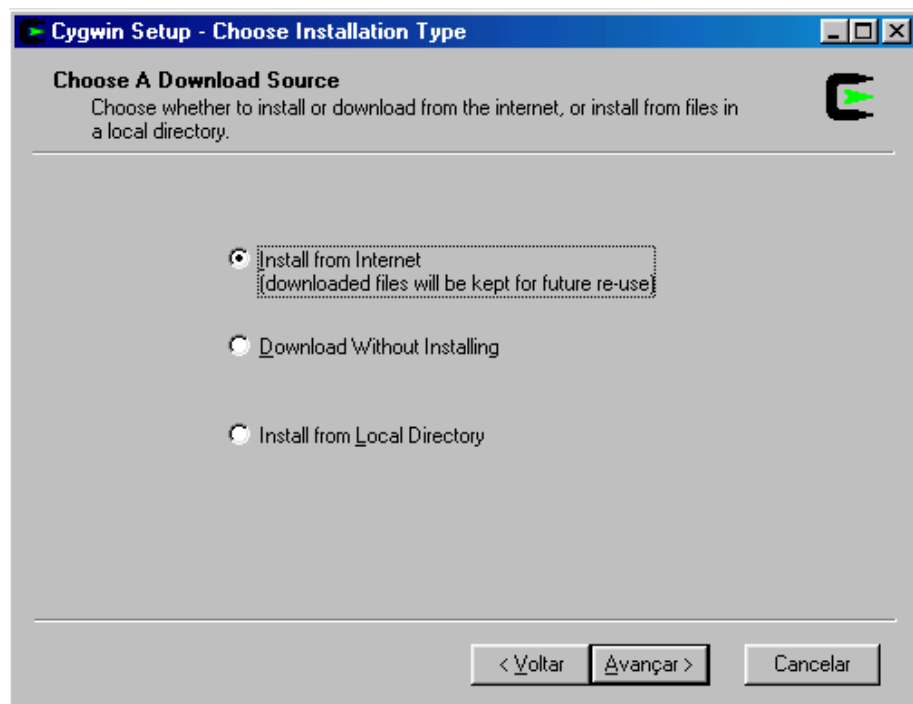 Cygwin Setup - Choose Installation Type
Choose A Download Source
Choose whether to install or download from the internet, or install from files in
a local directory.
Install from Internet
(downloaded files will be kept for future re-use)
Download Without Installing
Install from Local Directory
< Voltar
Avançar >
Cancelar